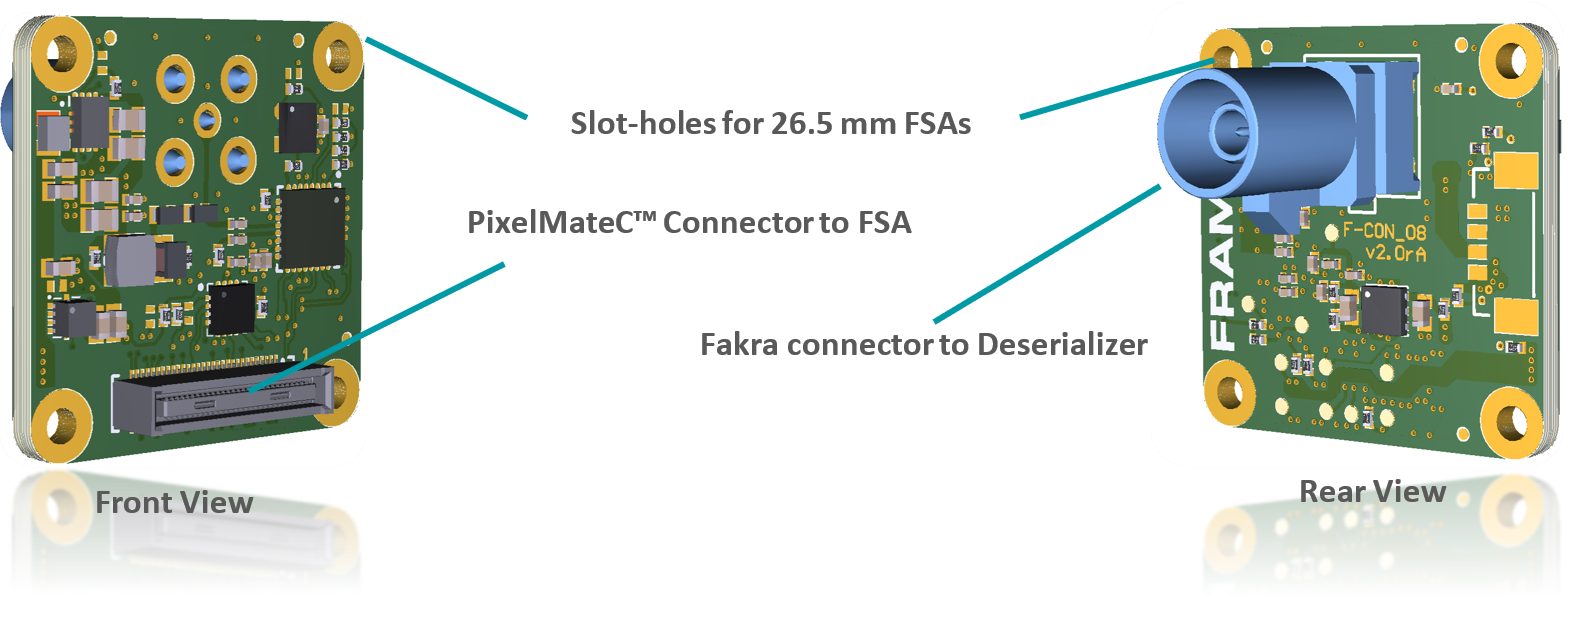 Slot-holes for 26.5 mm FSAs
PixelMateC™ Connector to FSA
Fakra connector to Deserializer
Front View
Rear View
1
FRAM
F-CON_08
v2.0rA